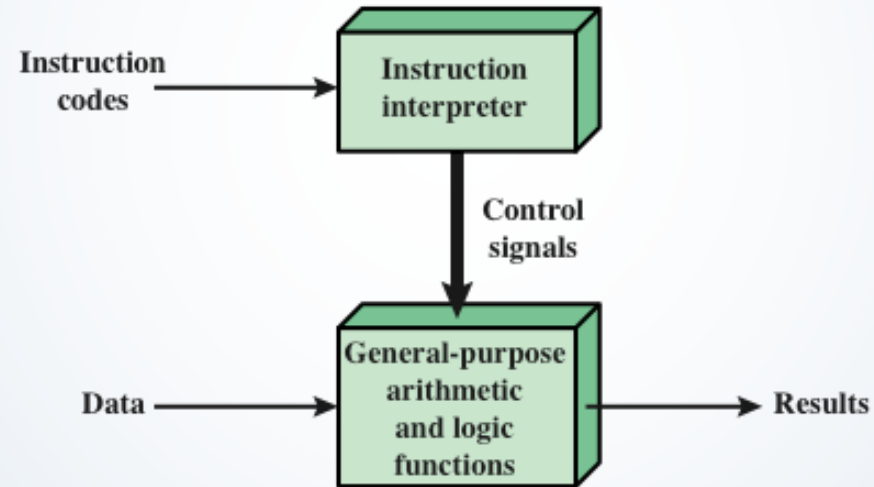 Instruction
codes
Instruction
interpreter
Control
signals
Data
General-purpose
arithmetic
and logic
functions
Results